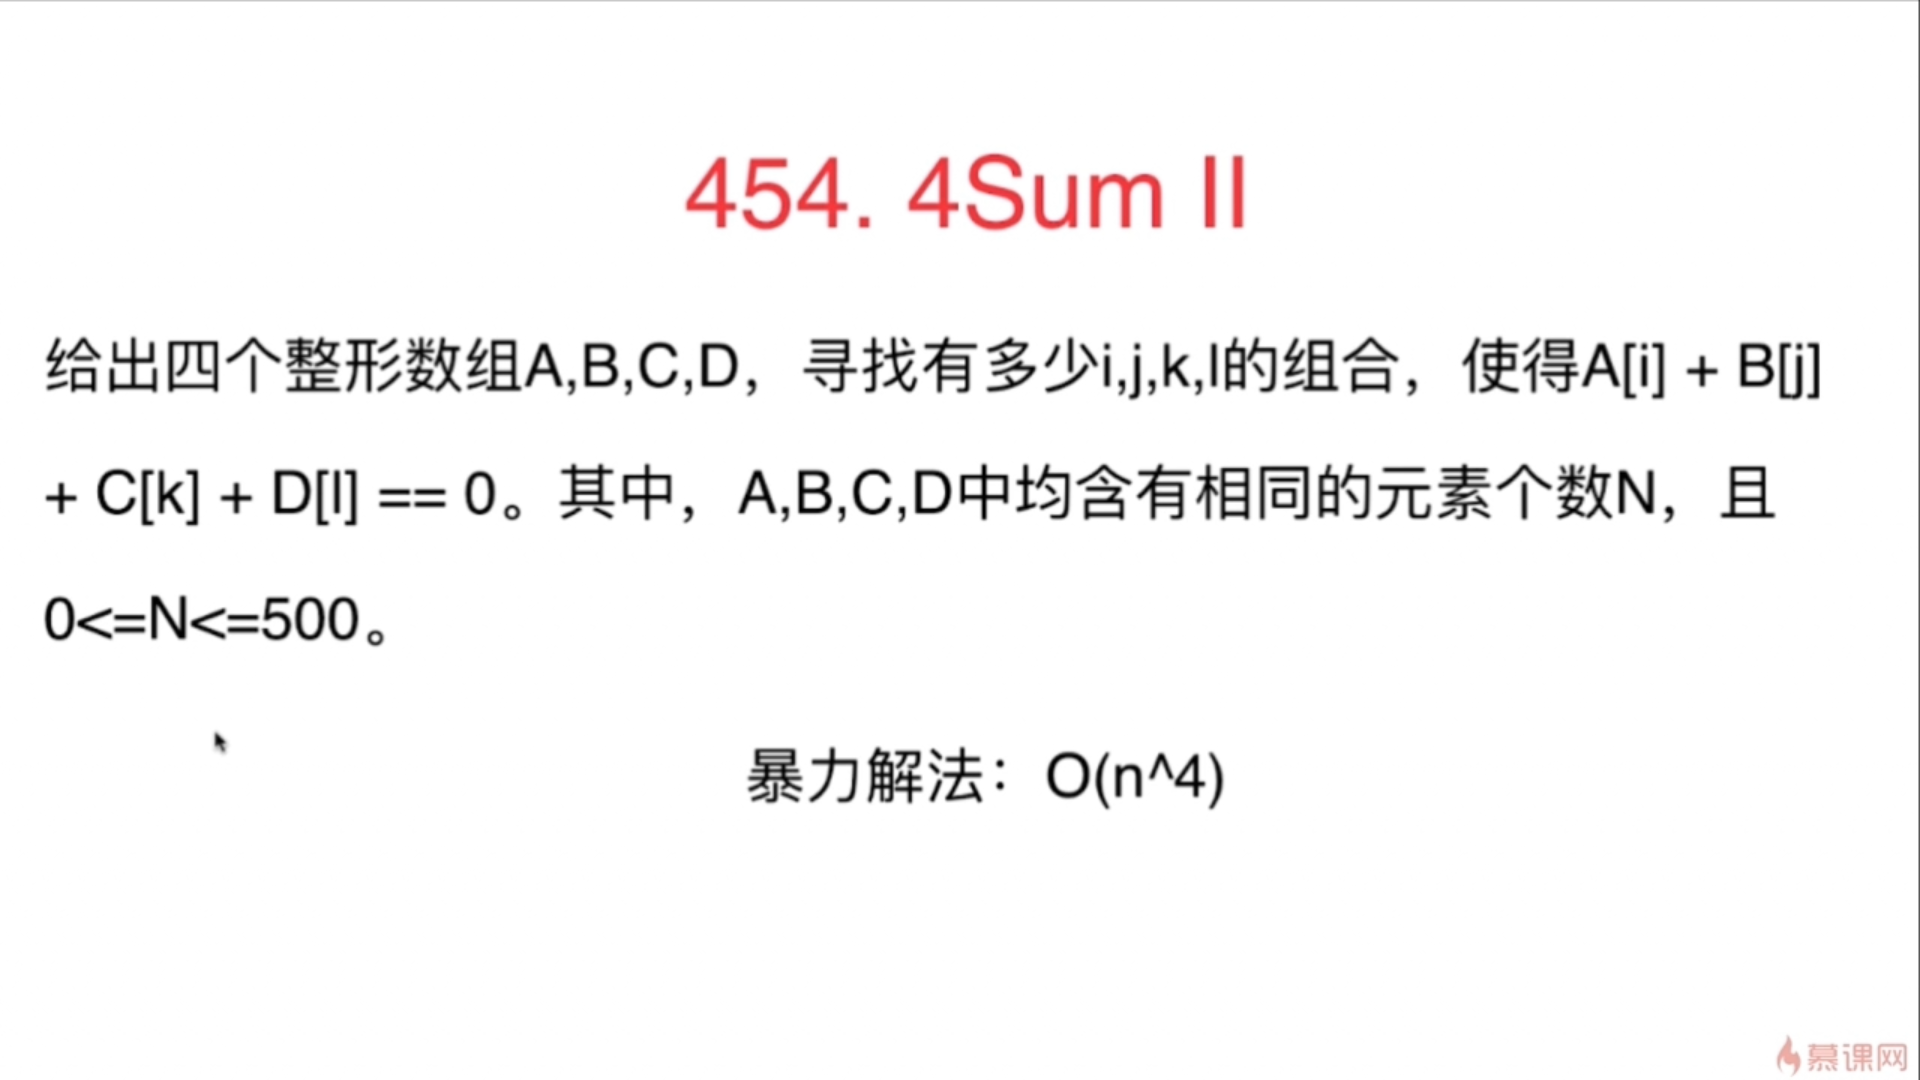 454. 4Sum II
给出四个整形数组A,B,C,D，寻找有多少i,j,k,l的组合，使得A[i] + B[j]
+ C[k] + D[l] == 0。其中，A,B,C,D中均含有相同的元素个数N，且
0<=N<=500。
暴力解法：O(n^4)
慕课网